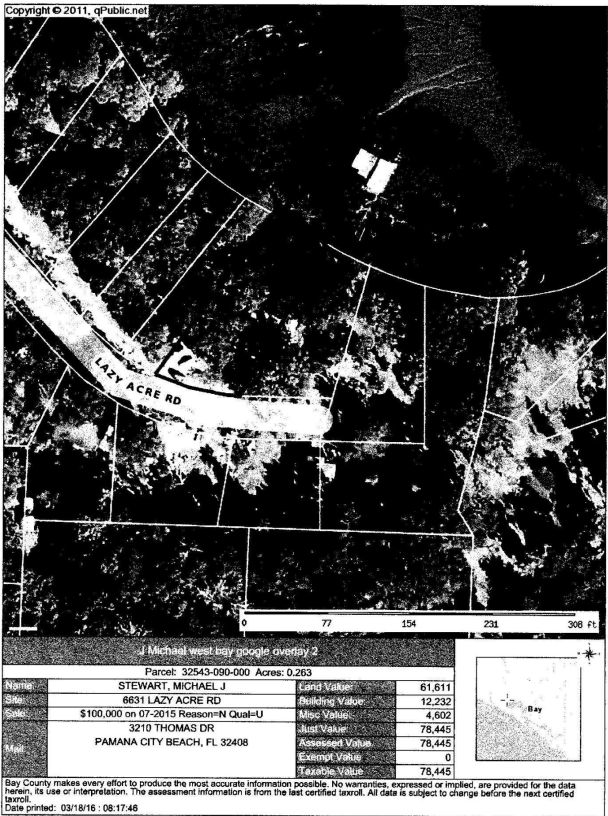 Copyright © 2011, qPublic.net
LAZY ACRE RD
0 77 154 231 308 ft
J Michael west bay google overlay 2
Parcel: 32543-090-000 Acres: 0.263
Name STEWART, MICHAEL J Land Value: 61,611
Site 6631 LAZY ACRE RD Building Value: 12,232
Sale $100,000 on 07-2015 Reason=N Qual=U Misc Value: 4,602
Mail 3210 THOMAS DR Just Value: 78,445
PAMANA CITY BEACH, FL 32408 Assessed Value: 78,445
Exempt Value 0
Taxable Value: 78,445
Bay
Bay County makes every effort to produce the most accurate information possible. No warranties, expressed or implied, are provided for the data
herein, its use or interpretation. The assessment information is from the last certified taxroll. All data is subject to change before the next certified
taxroll.
Date printed: 03/18/16 : 08:17:46